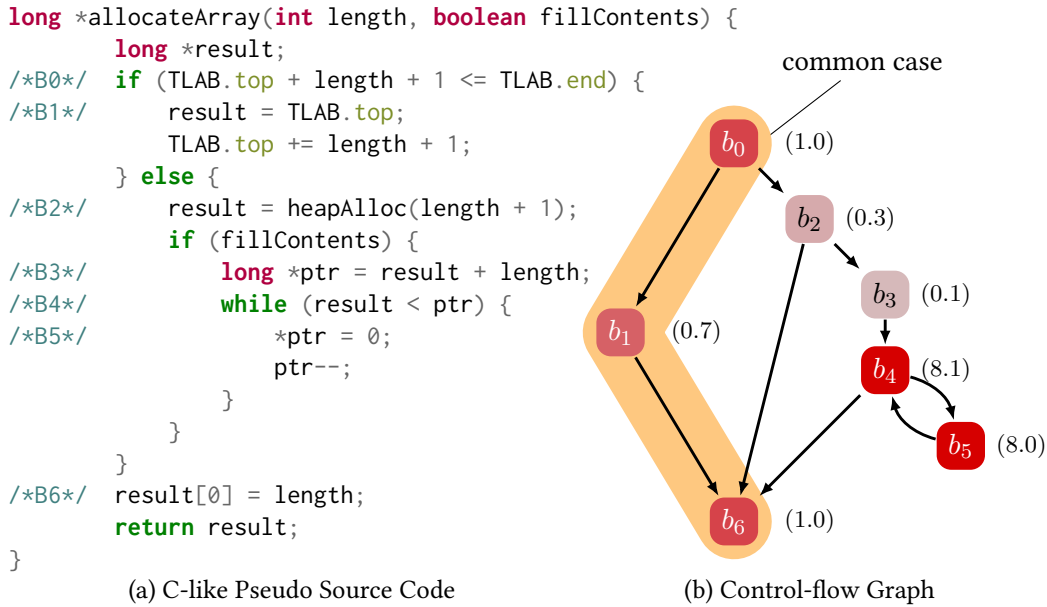 long *allocateArray(int length, boolean fillContents) {
long *result;
/*B0*/ if (TLAB.top + length + 1 <= TLAB.end) {
/*B1*/ result = TLAB.top;
TLAB.top += length + 1;
} else {
/*B2*/ result = heapAlloc(length + 1);
if (fillContents) {
/*B3*/ long *ptr = result + length;
/*B4*/ while (result < ptr) {
/*B5*/ *ptr = 0;
ptr--;
}
}
}
/*B6*/ result[0] = length;
return result;
}
(a) C-like Pseudo Source Code
common case
b0 (1.0)
b2 (0.3)
b3 (0.1)
b1 (0.7)
b4 (8.1)
b5 (8.0)
b6 (1.0)
(b) Control-flow Graph